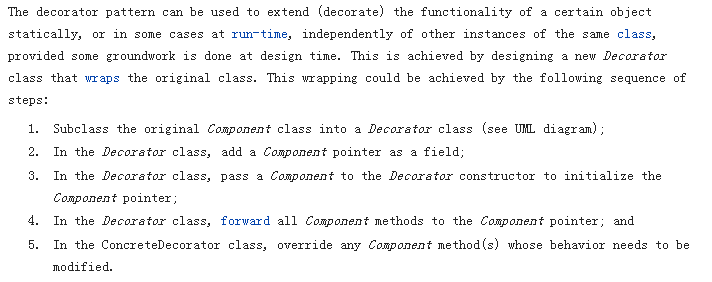 The decorator pattern can be used to extend (decorate) the functionality of a certain object
statically, or in some cases at run-time, independently of other instances of the same class,
provided some groundwork is done at design time. This is achieved by designing a new Decorator
class that wraps the original class. This wrapping could be achieved by the following sequence of
steps:
1. Subclass the original Component class into a Decorator class (see UML diagram);
2. In the Decorator class, add a Component pointer as a field;
3. In the Decorator class, pass a Component to the Decorator constructor to initialize the
Component pointer;
4. In the Decorator class, forward all Component methods to the Component pointer; and
5. In the ConcreteDecorator class, override any Component method(s) whose behavior needs to be
modified.